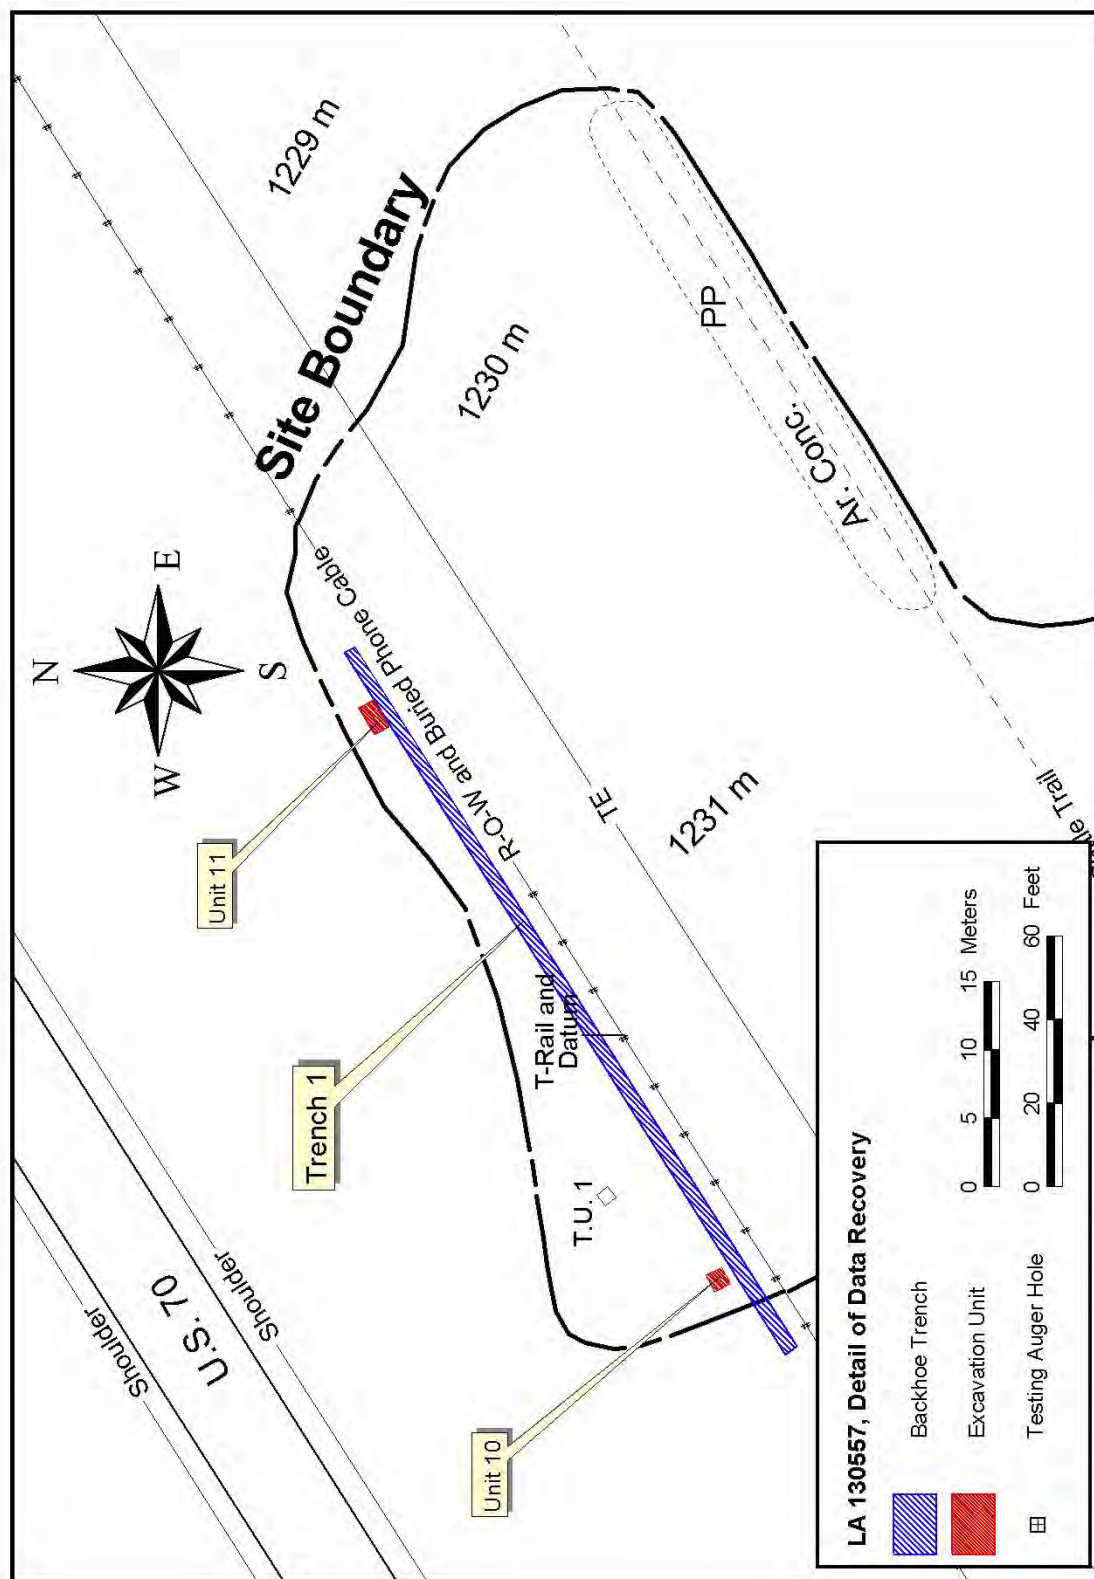 N
E
S
W
1229 m
Site Boundary
1230 m
PP
Ar. Conc.
R-O-W and Buried Phone Cable
Unit 11
TE
1231 m
Trail
Trench 1
T-Rail and
Datum
T.U. 1
Unit 10
Shoulder
U.S. 70
Shoulder
LA 130557, Detail of Data Recovery
Backhoe Trench
Excavation Unit
Testing Auger Hole
0 5 10 15 Meters
0 20 40 60 Feet